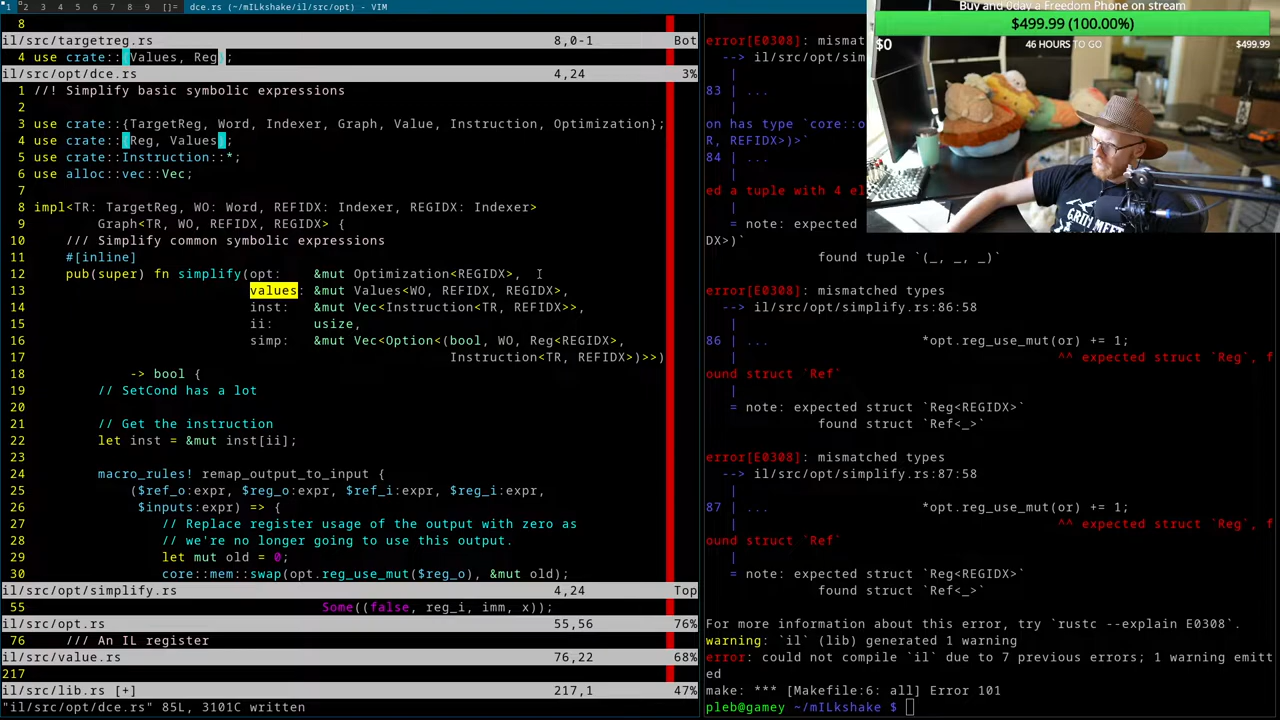 1 2 3 4 5 6 7 8 9 []= dce.rs (~/mILkshake/il/src/opt) - VIM
8
il/src/targetreg.rs 8,0-1 Bot
4 use crate::{Values, Reg};
il/src/opt/dce.rs 4,24 3%
1 //! Simplify basic symbolic expressions
2
3 use crate::{TargetReg, Word, Indexer, Graph, Value, Instruction, Optimization};
4 use crate::{Reg, Values};
5 use crate::Instruction::*;
6 use alloc::vec::Vec;
7
8 impl<TR: TargetReg, WO: Word, REFIDX: Indexer, REGIDX: Indexer>
9 Graph<TR, WO, REFIDX, REGIDX> {
10 /// Simplify common symbolic expressions
11 #[inline]
12 pub(super) fn simplify(opt: &mut Optimization<REGIDX>,
13 values: &mut Values<WO, REFIDX, REGIDX>,
14 inst: &mut Vec<Instruction<TR, REFIDX>>,
15 ii: usize,
16 simp: &mut Vec<Option<(bool, WO, Reg<REGIDX>,
17 Instruction<TR, REFIDX>)>>)
18 -> bool {
19 // SetCond has a lot
20
21 // Get the instruction
22 let inst = &mut inst[ii];
23
24 macro_rules! remap_output_to_input {
25 ($ref_o:expr, $reg_o:expr, $ref_i:expr, $reg_i:expr,
26 $inputs:expr) => {
27 // Replace register usage of the output with zero as
28 // we're no longer going to use this output.
29 let mut old = 0;
30 core::mem::swap(opt.reg_use_mut($reg_o), &mut old);
il/src/opt/simplify.rs 4,24 Top
55 Some((false, reg_i, imm, x));
il/src/opt.rs 55,56 76%
76 /// An IL register
il/src/value.rs 76,22 68%
217
il/src/lib.rs [+] 217,1 47%
"il/src/opt/dce.rs" 85L, 3101C written
error[E0308]: mism
--> il/src/opt/sim
|
83 | ...
|
on has type `core::o
R, REFIDX>)>`
84 | ...
|
ed a tuple with 4 el
|
= note: expected
DX>)`
found tuple `(_, _, _)`
error[E0308]: mismatched types
--> il/src/opt/simplify.rs:86:58
|
86 | ... *opt.reg_use_mut(or) += 1;
| ^^ expected struct `Reg`, f
ound struct `Ref`
|
= note: expected struct `Reg<REGIDX>`
found struct `Ref<_>`
error[E0308]: mismatched types
--> il/src/opt/simplify.rs:87:58
|
87 | ... *opt.reg_use_mut(or) += 1;
| ^^ expected struct `Reg`, f
ound struct `Ref`
|
= note: expected struct `Reg<REGIDX>`
found struct `Ref<_>`
For more information about this error, try `rustc --explain E0308`.
warning: `il` (lib) generated 1 warning
error: could not compile `il` due to 7 previous errors; 1 warning emitt
ed
make: *** [Makefile:6: all] Error 101
pleb@gamey ~/mILkshake $
Buy and 0day a Freedom Phone on stream
$499.99 (100.00%)
$0 46 HOURS TO GO $499.99